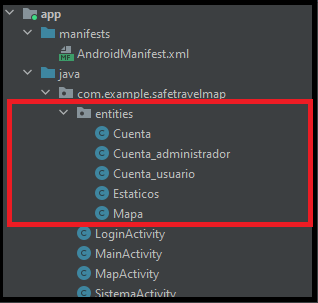 app
manifests
AndroidManifest.xml
java
com.example.safetravelmap
entities
Cuenta
Cuenta_administrador
Cuenta_usuario
Estaticos
Mapa
LoginActivity
MainActivity
MapActivity
SistemaActivity